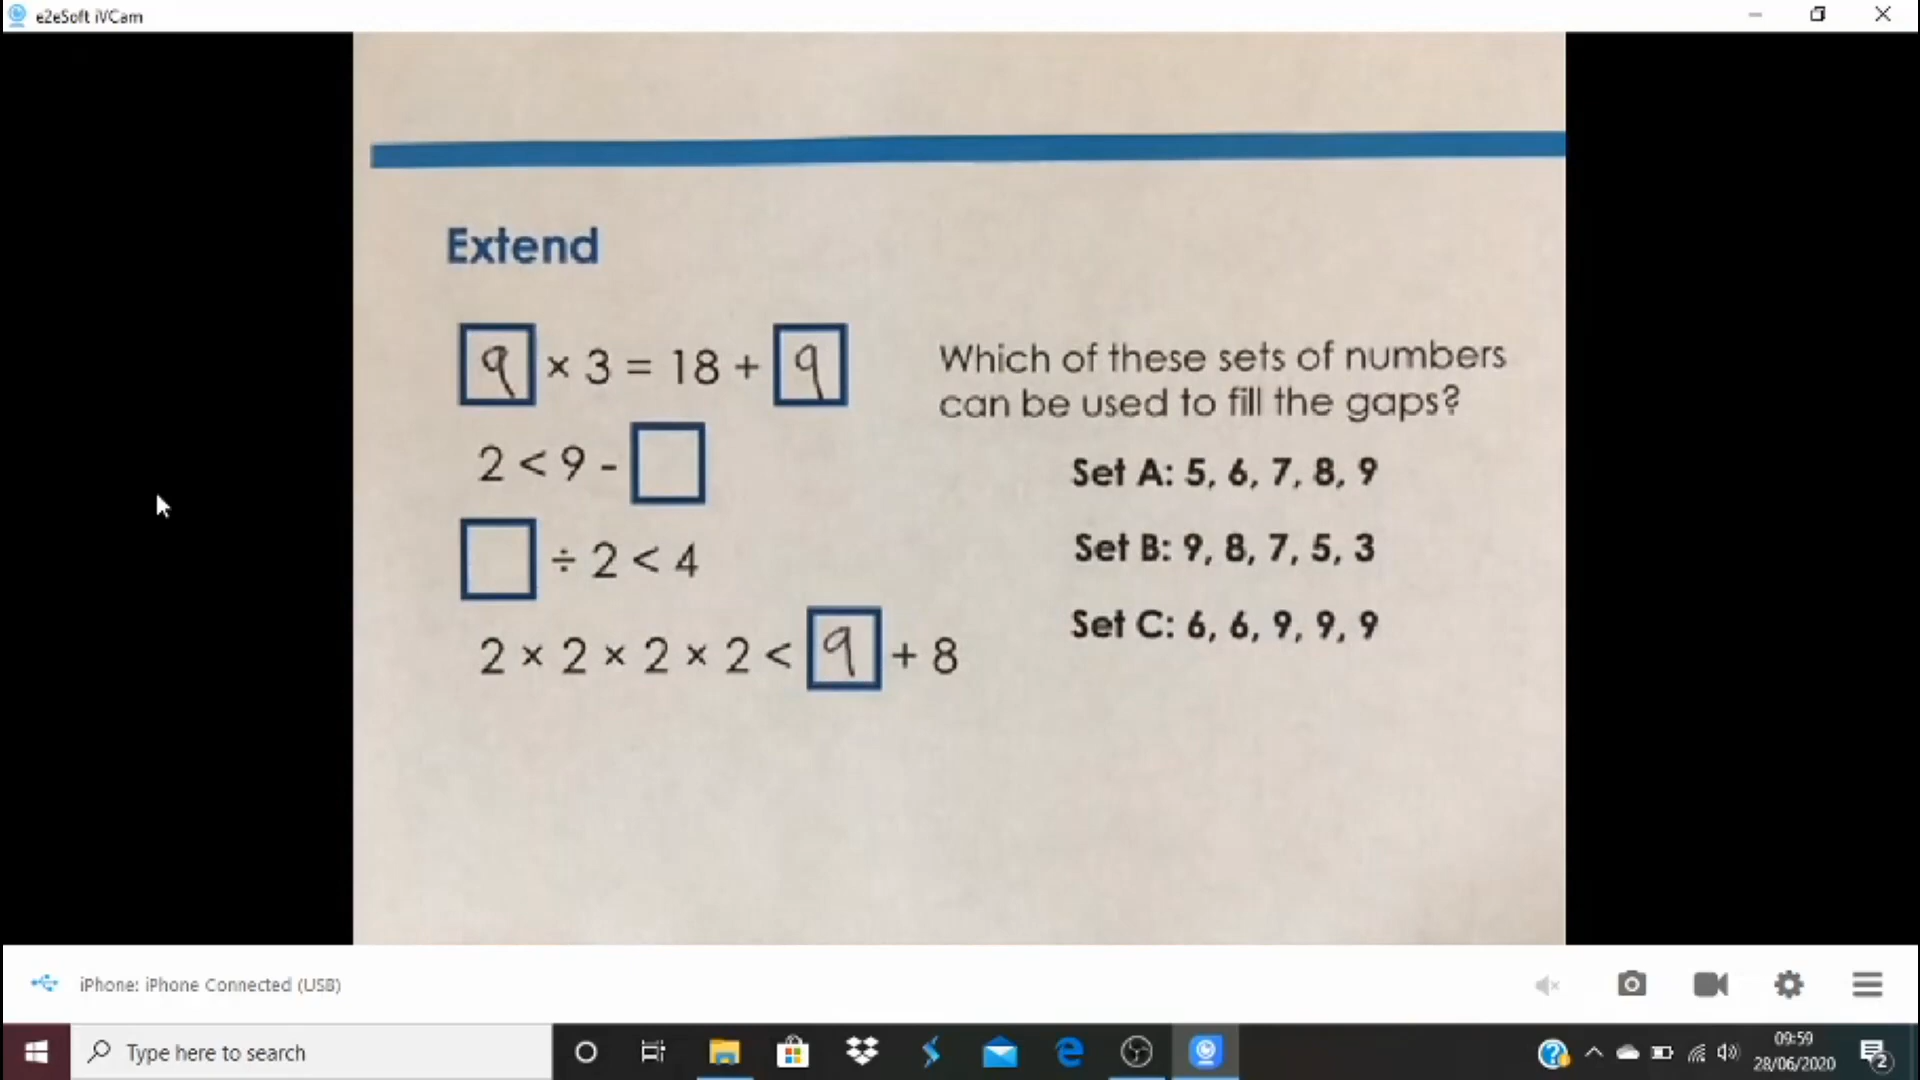 e2eSoft iVCam
Extend
9 × 3 = 18 + 9
2 < 9 - 
÷ 2 < 4
2 × 2 × 2 × 2 < 9 + 8
Which of these sets of numbers
can be used to fill the gaps?
Set A: 5, 6, 7, 8, 9
Set B: 9, 8, 7, 5, 3
Set C: 6, 6, 9, 9, 9
iPhone: iPhone Connected (USB)
Type here to search
09:59
28/06/2020
2